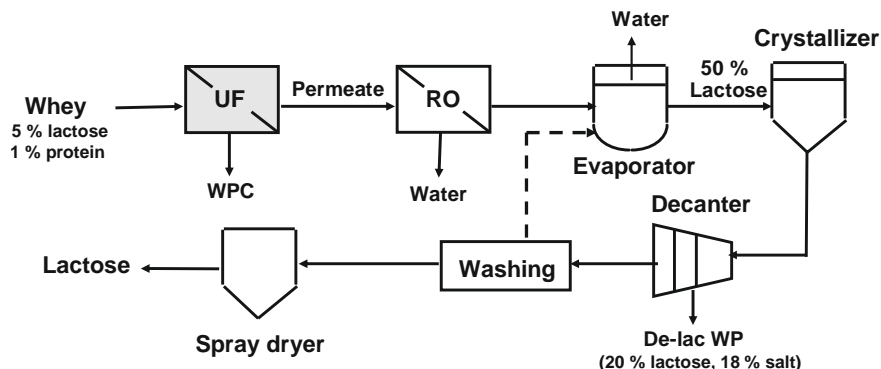 Water
Crystallizer
UF
Permeate
RO
50 %
Lactose
Whey
5 % lactose
1 % protein
Evaporator
WPC
Water
Decanter
Lactose
Washing
Spray dryer
De-lac WP
(20 % lactose, 18 % salt)